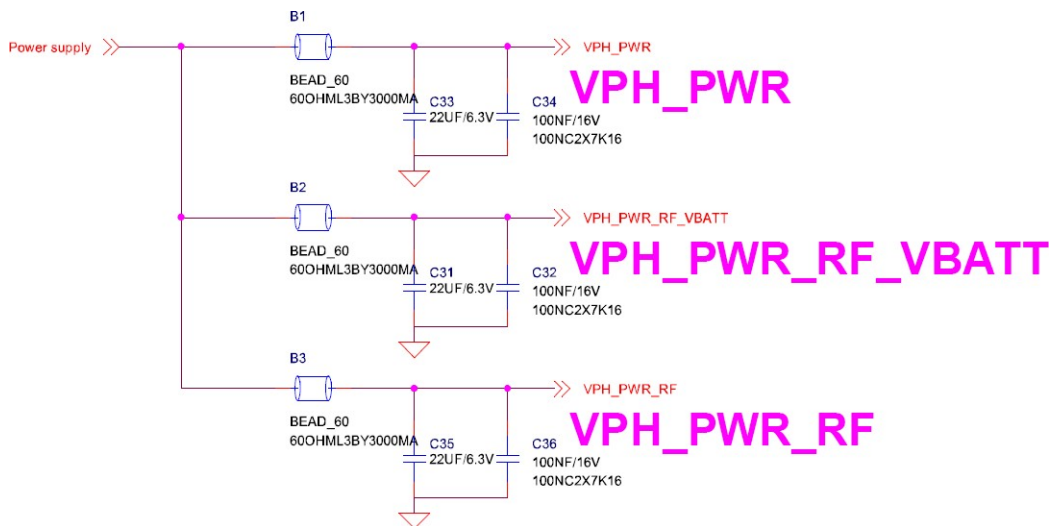 B1
Power supply
VPH_PWR
BEAD_60
60OHML3BY3000MA
VPH_PWR
C33
22UF/6.3V
C34
100NF/16V
100NC2X7K16
B2
VPH_PWR_RF_VBATT
BEAD_60
60OHML3BY3000MA
VPH_PWR_RF_VBATT
C31
22UF/6.3V
C32
100NF/16V
100NC2X7K16
B3
VPH_PWR_RF
BEAD_60
60OHML3BY3000MA
VPH_PWR_RF
C35
22UF/6.3V
C36
100NF/16V
100NC2X7K16